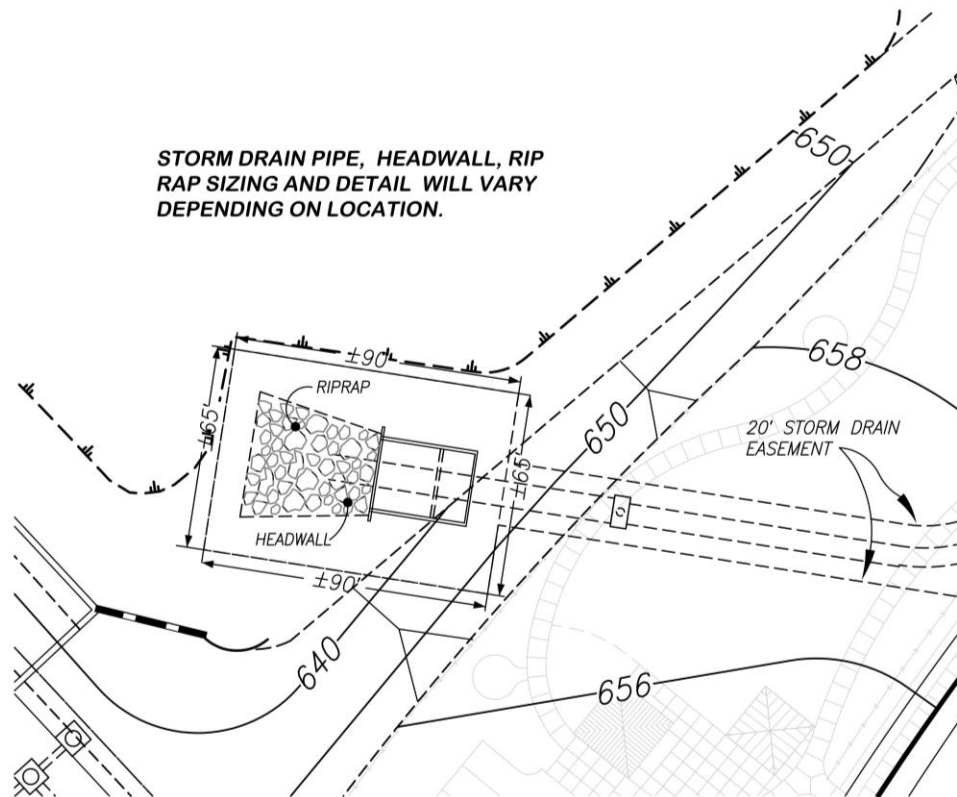 STORM DRAIN PIPE, HEADWALL, RIP
RAP SIZING AND DETAIL WILL VARY
DEPENDING ON LOCATION.
650
±90'
RIPRAP
±65'
658
650
20' STORM DRAIN
EASEMENT
±65'
HEADWALL
±90'
640
656